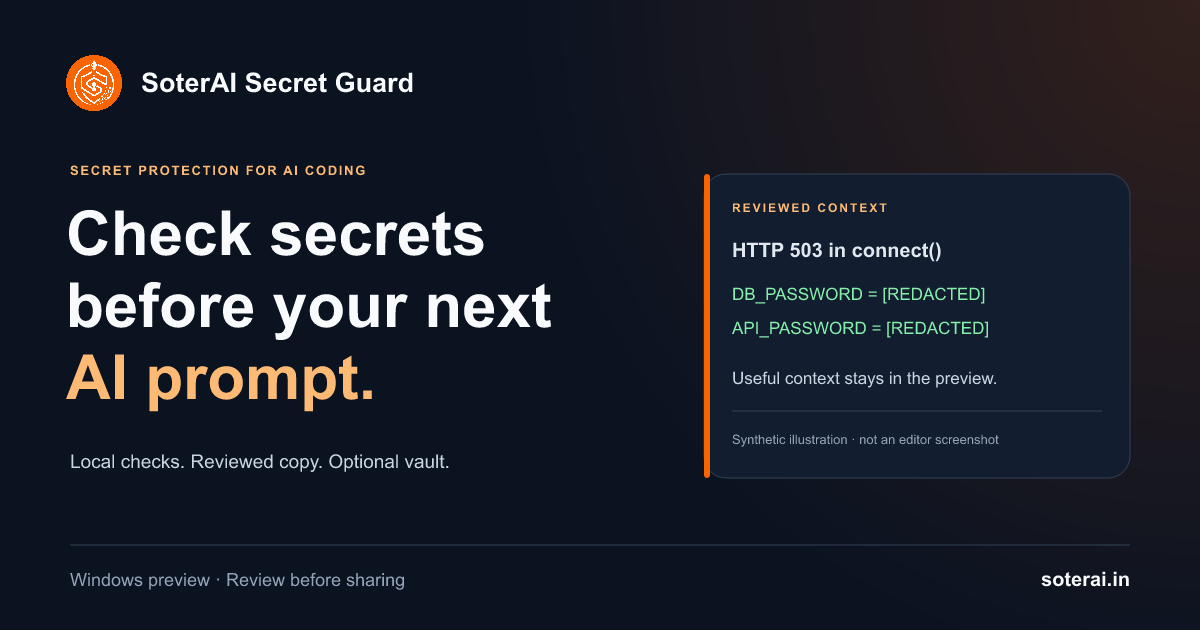 SoterAI Secret Guard
SECRET PROTECTION FOR AI CODING
Check secrets
before your next
AI prompt.
Local checks. Reviewed copy. Optional vault.
REVIEWED CONTEXT
HTTP 503 in connect()
DB_PASSWORD = [REDACTED]
API_PASSWORD = [REDACTED]
Useful context stays in the preview.
Synthetic illustration · not an editor screenshot
Windows preview · Review before sharing
soterai.in